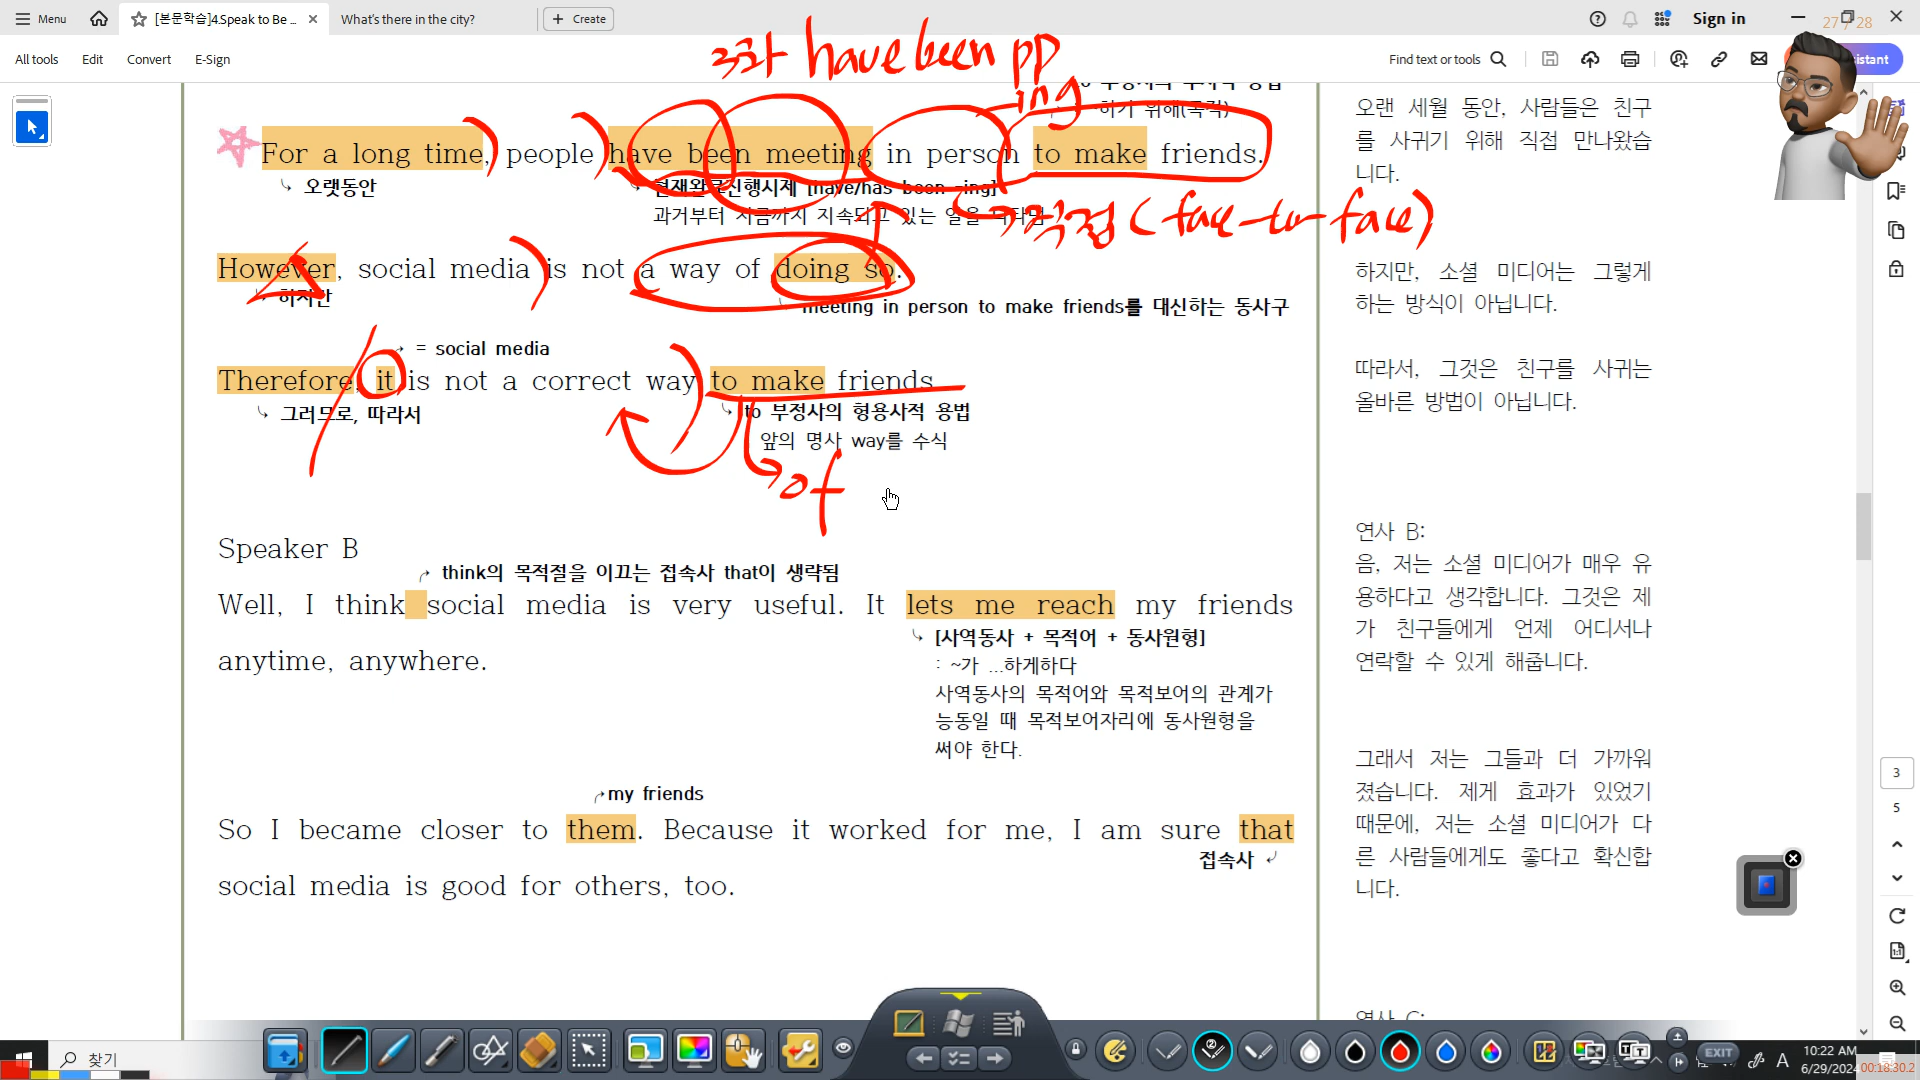 Menu
[본문학습]4.Speak to Be ...
What's there in the city?
Create
Sign in
27 / 28
All tools
Edit
Convert
E-Sign
Find text or tools
stant
3과 have been pp
ing
하기 위해(목적)
For a long time, people have been meeting in person to make friends.
오랫동안
현재완료진행시제 [have/has been -ing]
과거부터 지금까지 지속되고 있는 일을 나타냄
직접 (face-to-face)
However, social media is not a way of doing so.
하지만
meeting in person to make friends를 대신하는 동사구
= social media
Therefore, it is not a correct way to make friends.
그러므로, 따라서
to 부정사의 형용사적 용법
앞의 명사 way를 수식
of
Speaker B
think의 목적절을 이끄는 접속사 that이 생략됨
Well, I think social media is very useful. It lets me reach my friends
[사역동사 + 목적어 + 동사원형]
anytime, anywhere.
: ~가 ...하게하다
사역동사의 목적어와 목적보어의 관계가
능동일 때 목적보어자리에 동사원형을
써야 한다.
my friends
So I became closer to them. Because it worked for me, I am sure that
접속사
social media is good for others, too.
오랜 세월 동안, 사람들은 친구
를 사귀기 위해 직접 만나왔습
니다.
하지만, 소셜 미디어는 그렇게
하는 방식이 아닙니다.
따라서, 그것은 친구를 사귀는
올바른 방법이 아닙니다.
연사 B:
음, 저는 소셜 미디어가 매우 유
용하다고 생각합니다. 그것은 제
가 친구들에게 언제 어디서나
연락할 수 있게 해줍니다.
그래서 저는 그들과 더 가까워
졌습니다. 제게 효과가 있었기
때문에, 저는 소셜 미디어가 다
른 사람들에게도 좋다고 확신합
니다.
연사 C:
3
5
찾기
EXIT
A
10:22 AM
6/29/2024
00:18:30.2